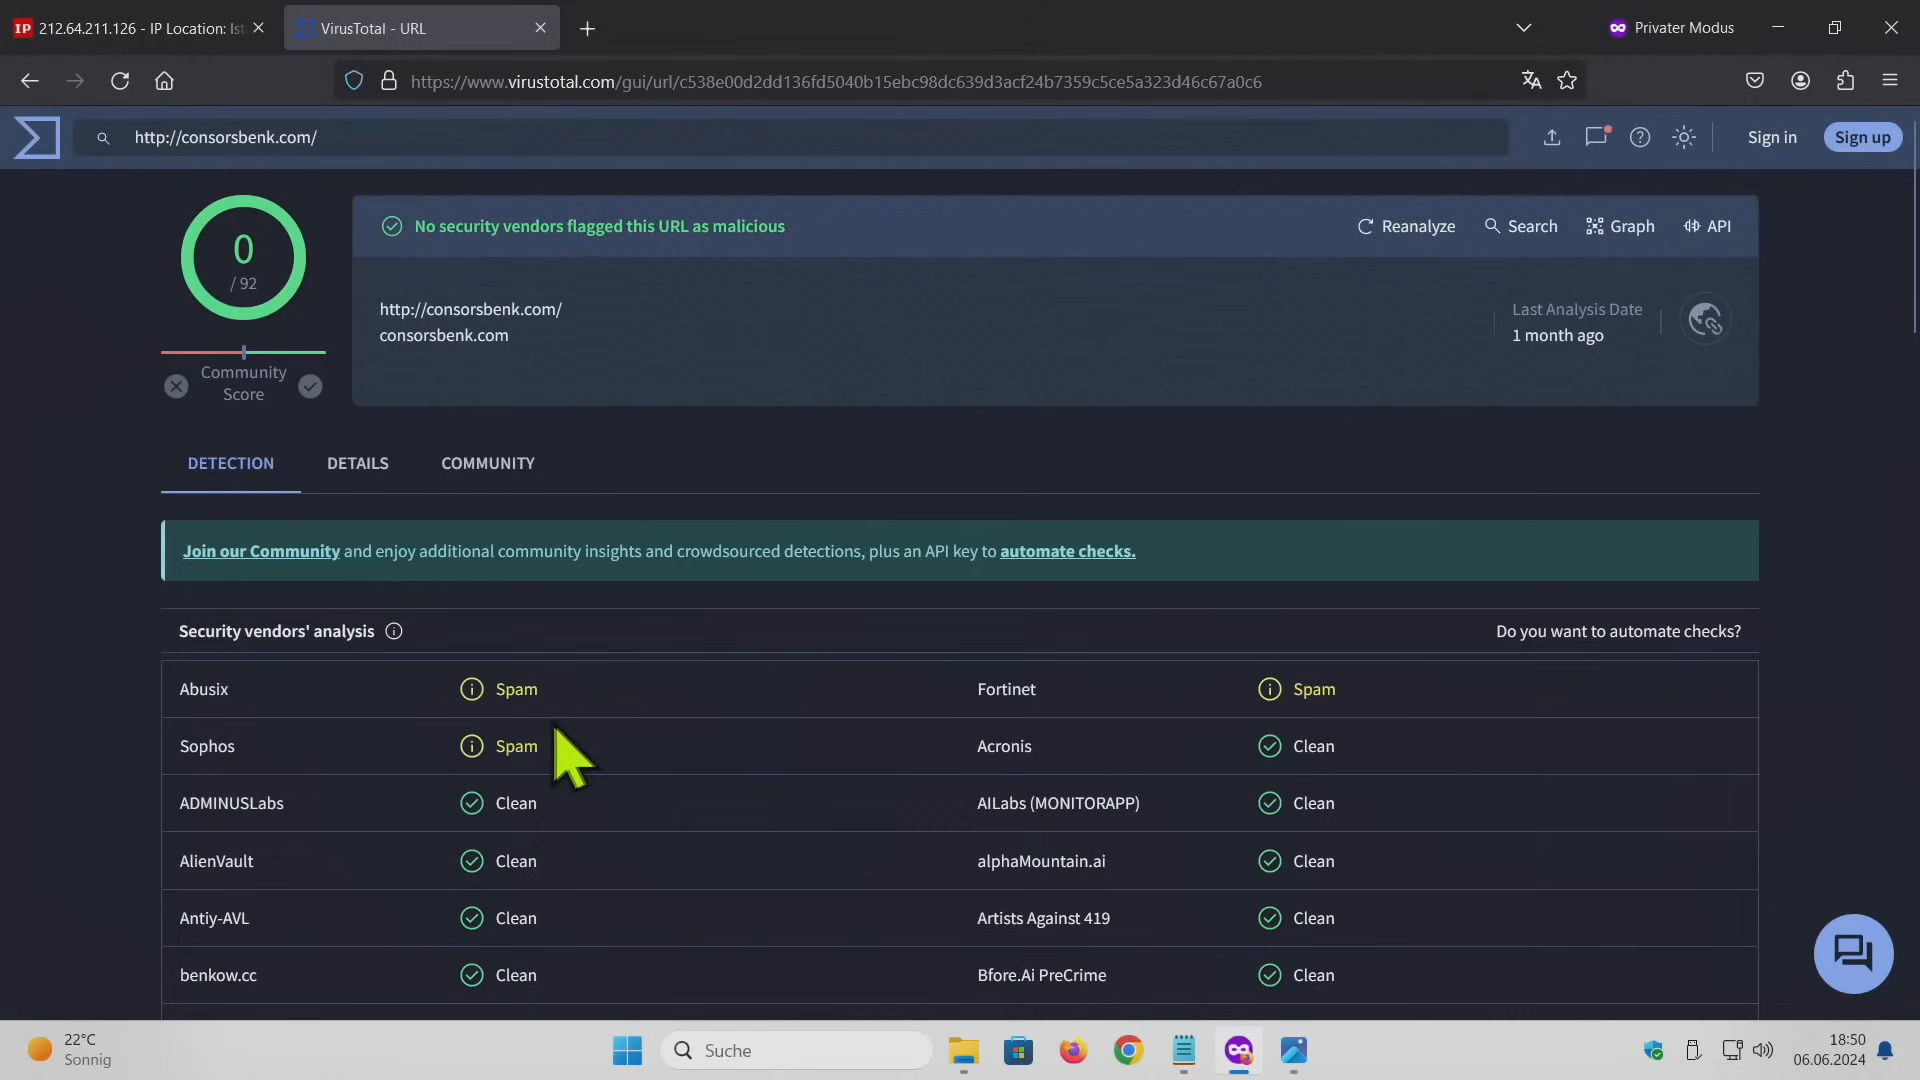 IP 212.64.211.126 - IP Location: Ist
VirusTotal - URL
Privater Modus
https://www.virustotal.com/gui/url/c538e00d2dd136fd5040b15ebc98dc639d3acf24b7359c5ce5a323d46c67a0c6
http://consorsbenk.com/
Sign in
Sign up
0
/ 92
Community
Score
No security vendors flagged this URL as malicious
Reanalyze
Search
Graph
API
http://consorsbenk.com/
consorsbenk.com
Last Analysis Date
1 month ago
DETECTION
DETAILS
COMMUNITY
Join our Community and enjoy additional community insights and crowdsourced detections, plus an API key to automate checks.
Security vendors' analysis
Do you want to automate checks?
Abusix Spam Fortinet Spam
Sophos Spam Acronis Clean
ADMINUSLabs Clean AILabs (MONITORAPP) Clean
AlienVault Clean alphaMountain.ai Clean
Antiy-AVL Clean Artists Against 419 Clean
benkow.cc Clean Bfore.Ai PreCrime Clean
22°C
Sonnig
Suche
18:50
06.06.2024